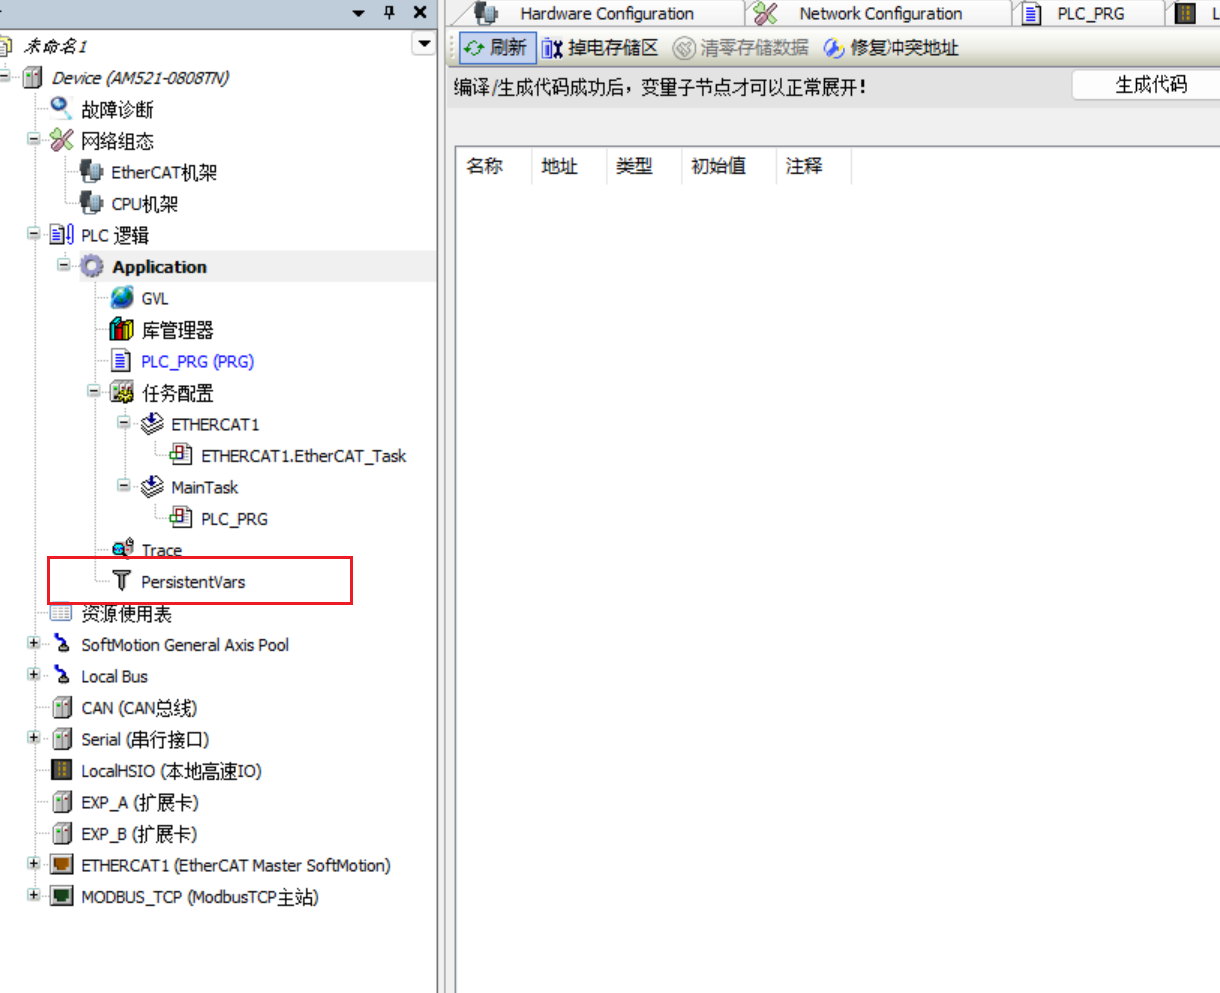 Hardware Configuration
Network Configuration
PLC_PRG
L
未命名1
刷新
掉电存储区
清零存储数据
修复冲突地址
Device (AM521-0808TN)
编译/生成代码成功后，变量子节点才可以正常展开！
生成代码
故障诊断
网络组态
名称
地址
类型
初始值
注释
EtherCAT机架
CPU机架
PLC 逻辑
Application
GVL
库管理器
PLC_PRG (PRG)
任务配置
ETHERCAT1
ETHERCAT1.EtherCAT_Task
MainTask
PLC_PRG
Trace
PersistentVars
资源使用表
SoftMotion General Axis Pool
Local Bus
CAN (CAN总线)
Serial (串行接口)
LocalHSIO (本地高速IO)
EXP_A (扩展卡)
EXP_B (扩展卡)
ETHERCAT1 (EtherCAT Master SoftMotion)
MODBUS_TCP (ModbusTCP主站)